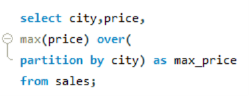 select city,price,
max(price) over(
partition by city) as max_price
from sales;